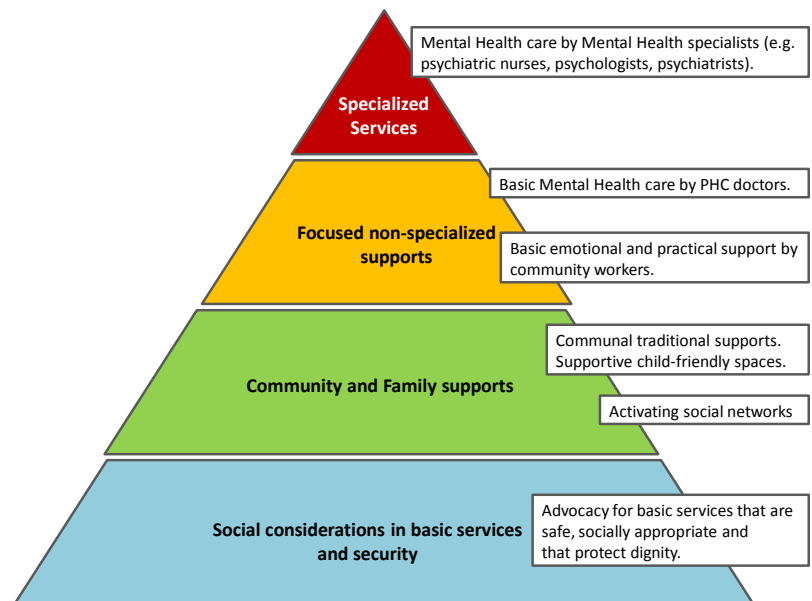 Mental Health care by Mental Health specialists (e.g.
psychiatric nurses, psychologists, psychiatrists).
Specialized
Services
Basic Mental Health care by PHC doctors.
Focused non-specialized
supports
Basic emotional and practical support by
community workers.
Communal traditional supports.
Supportive child-friendly spaces.
Community and Family supports
Activating social networks
Social considerations in basic services
and security
Advocacy for basic services that are
safe, socially appropriate and
that protect dignity.